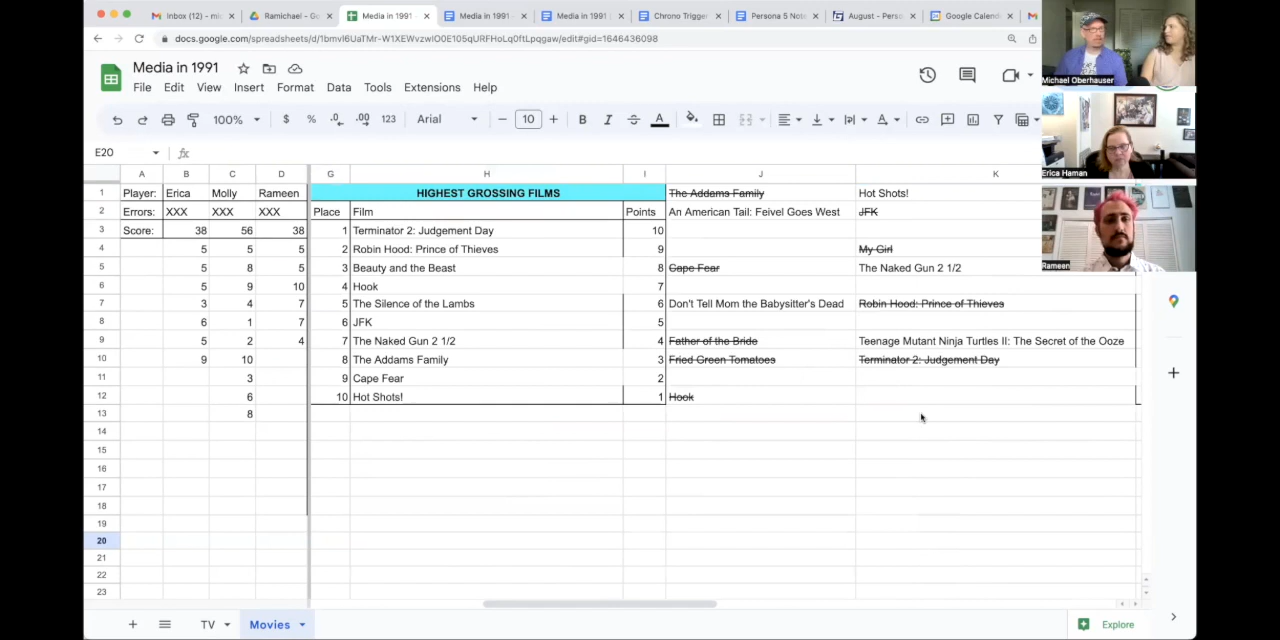 Inbox (12) - mi
Ramichael - Go
Media in 1991 -
Media in 1991 -
Media in 1991
Chrono Trigger
Persona 5 Note
August - Perso
Google Calenda
docs.google.com/spreadsheets/d/1bmvl6UaTMr-W1XEWvzwIO0E105qURFHoLq0ftLpqgaw/edit#gid=1646436098
Media in 1991
File Edit View Insert Format Data Tools Extensions Help
100% $ % .0 .00 123 Arial 10 B I S A
E20 fx
A B C D G H I J K
1 Player: Erica Molly Rameen HIGHEST GROSSING FILMS The Addams Family Hot Shots!
2 Errors: XXX XXX XXX Place Film Points An American Tail: Feivel Goes West JFK
3 Score: 38 56 38 1 Terminator 2: Judgement Day 10
4 5 5 5 2 Robin Hood: Prince of Thieves 9 My Girl
5 5 8 5 3 Beauty and the Beast 8 Cape Fear The Naked Gun 2 1/2
6 5 9 10 4 Hook 7
7 3 4 7 5 The Silence of the Lambs 6 Don't Tell Mom the Babysitter's Dead Robin Hood: Prince of Thieves
8 6 1 7 6 JFK 5
9 5 2 4 7 The Naked Gun 2 1/2 4 Father of the Bride Teenage Mutant Ninja Turtles II: The Secret of the Ooze
10 9 10 8 The Addams Family 3 Fried Green Tomatoes Terminator 2: Judgement Day
11 3 9 Cape Fear 2
12 6 10 Hot Shots! 1 Hook
13 8
14
15
16
17
18
19
20
21
22
23
TV Movies Explore
Michael Oberhauser
Erica Haman
Rameen